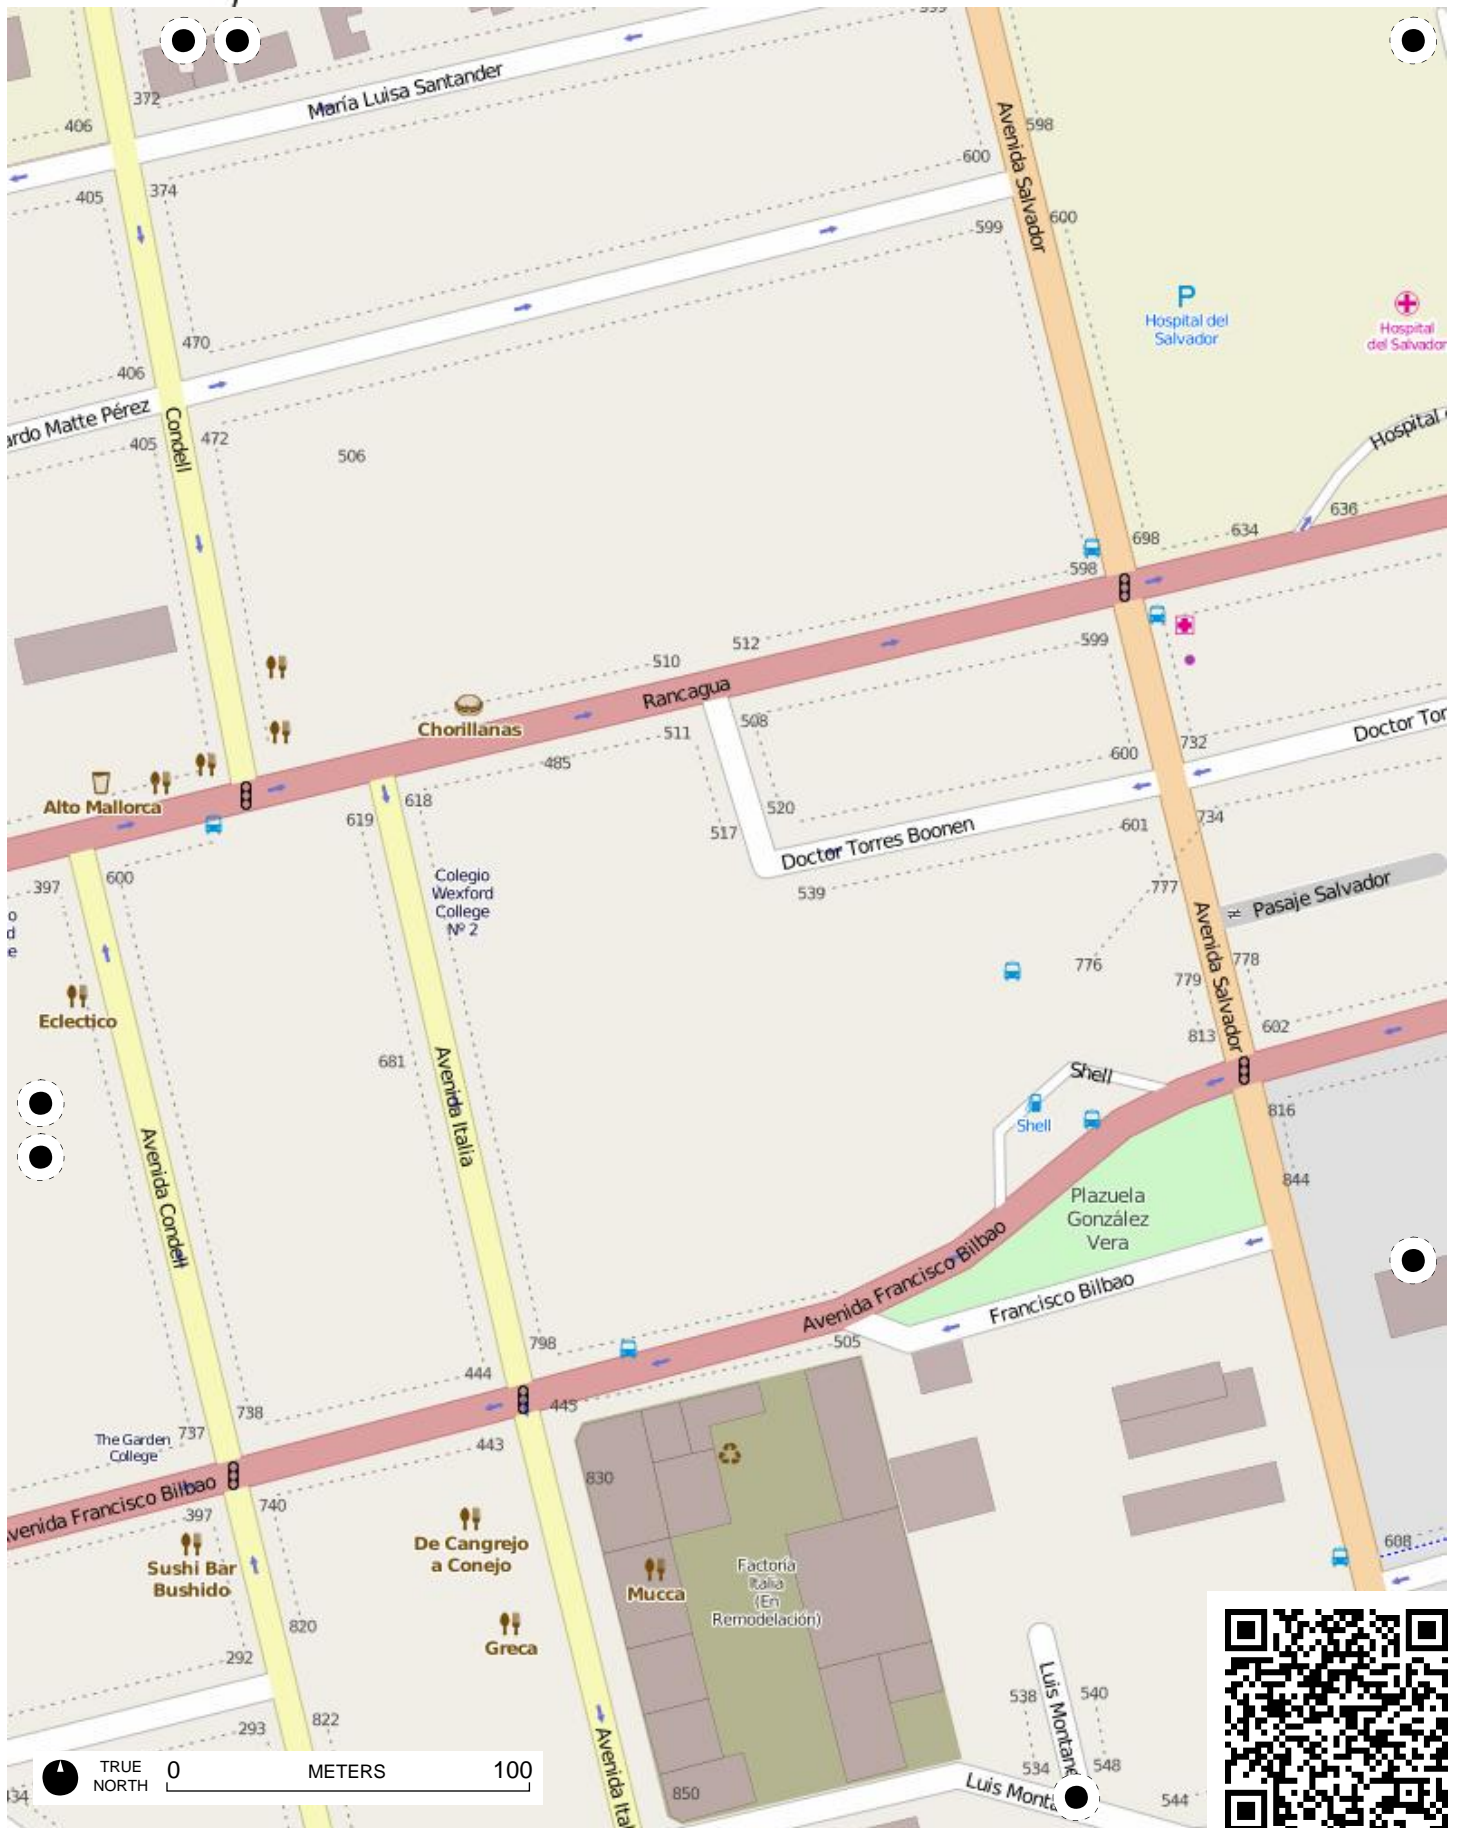 599
María Luisa Santander
372
406
405
374
Avenida Salvador
598
600
600
599
P
Hospital del
Salvador
Hospital
del Salvador
470
406
ardo Matte Pérez
405
472
Condell
506
Hospital
636
634
698
598
599
512
510
Rancagua
Chorillanas
511
508
485
Alto Mallorca
618
619
600
732
Doctor Tor
520
517
Doctor Torres Boonen
601
734
539
777
397
600
o
d
e
Colegio
Wexford
College
Nº 2
Pasaje Salvador
Avenida Salvador
776
778
779
Eclectico
681
Avenida Italia
813
602
Shell
Shell
816
844
Avenida Condell
Plazuela
González
Vera
Avenida Francisco Bilbao
Francisco Bilbao
798
505
444
445
738
737
443
The Garden
College
Avenida Francisco Bilbao
397
740
830
De Cangrejo
a Conejo
Sushi Bar
Bushido
Mucca
Factoría
Italia
(En
Remodelación)
608
820
Greca
292
293
822
Avenida Ital
Luis Montane
538
540
534
548
Luis Monta
544
850
434
TRUE
NORTH
0
METERS
100